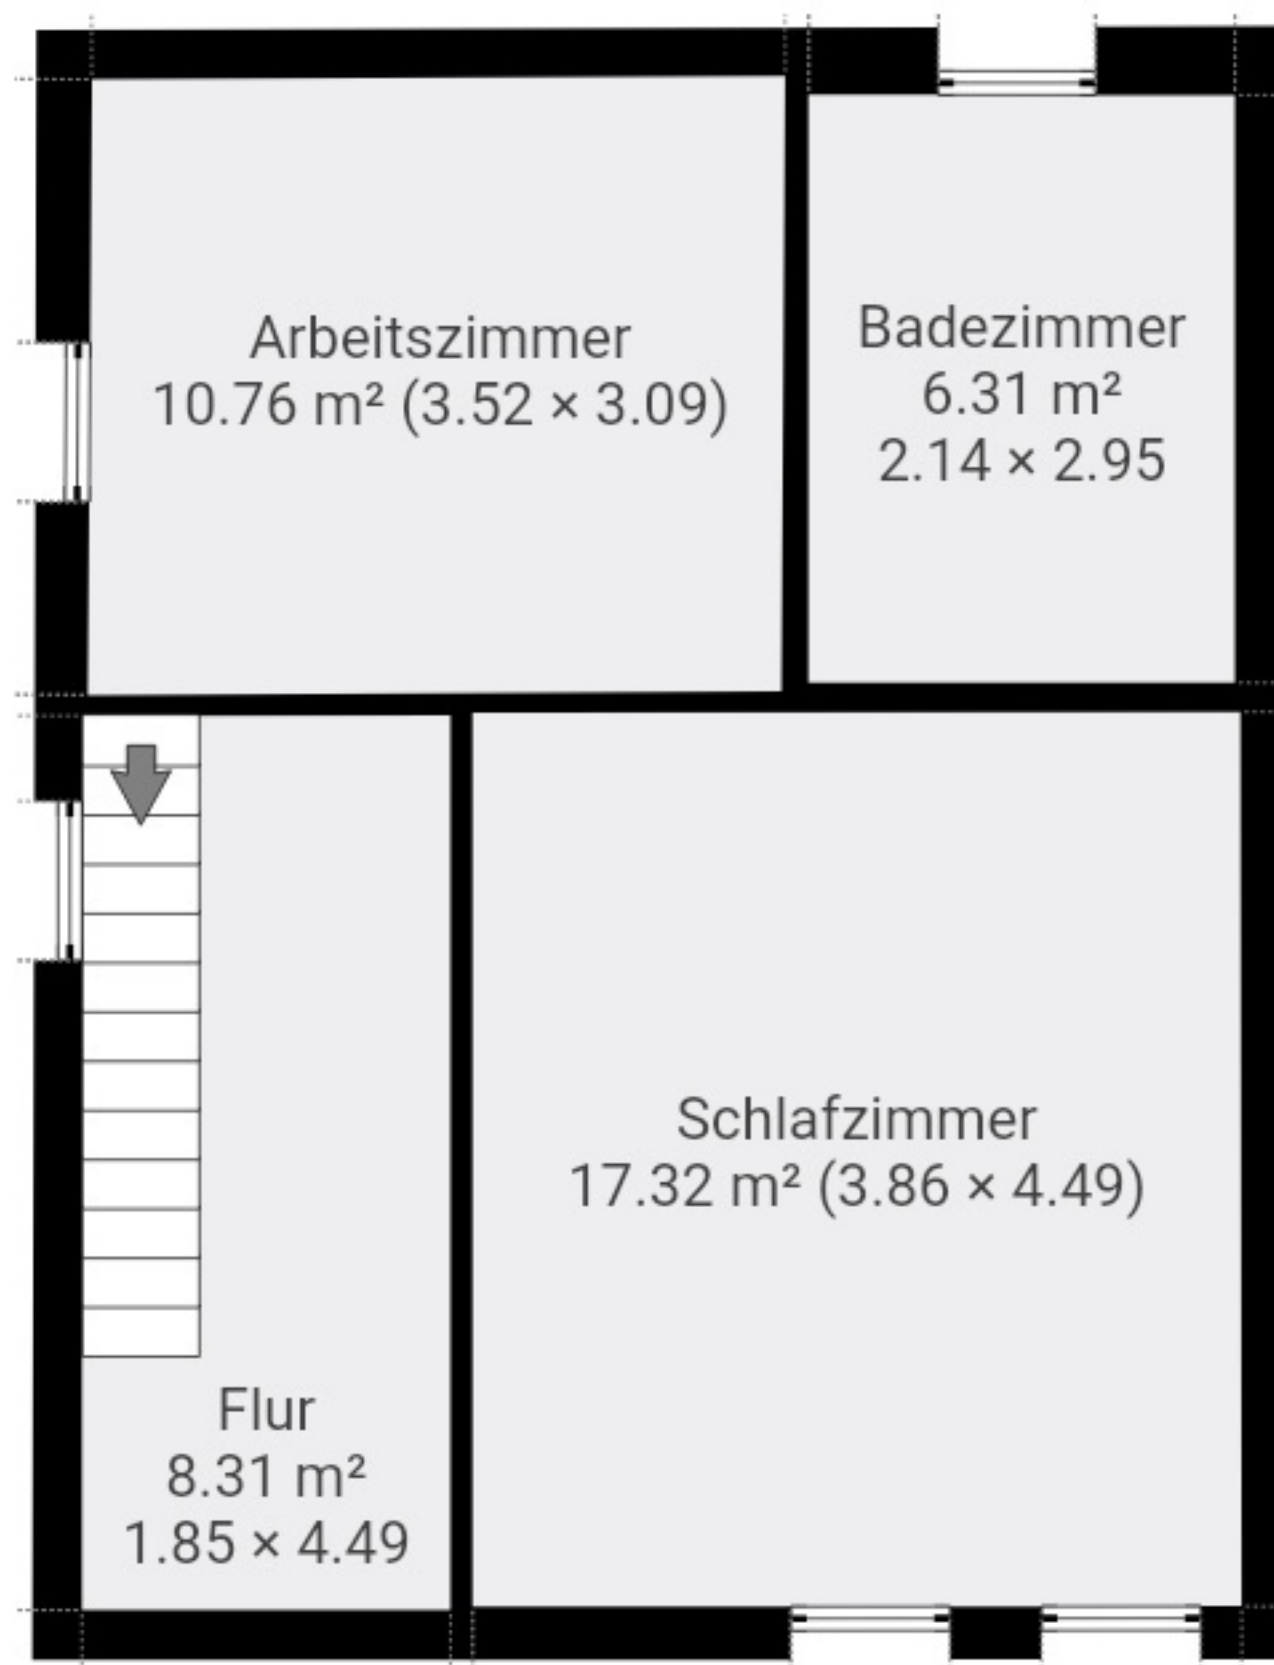 Arbeitszimmer
10.76 m² (3.52 × 3.09)
Badezimmer
6.31 m²
2.14 × 2.95
Schlafzimmer
17.32 m² (3.86 × 4.49)
Flur
8.31 m²
1.85 × 4.49